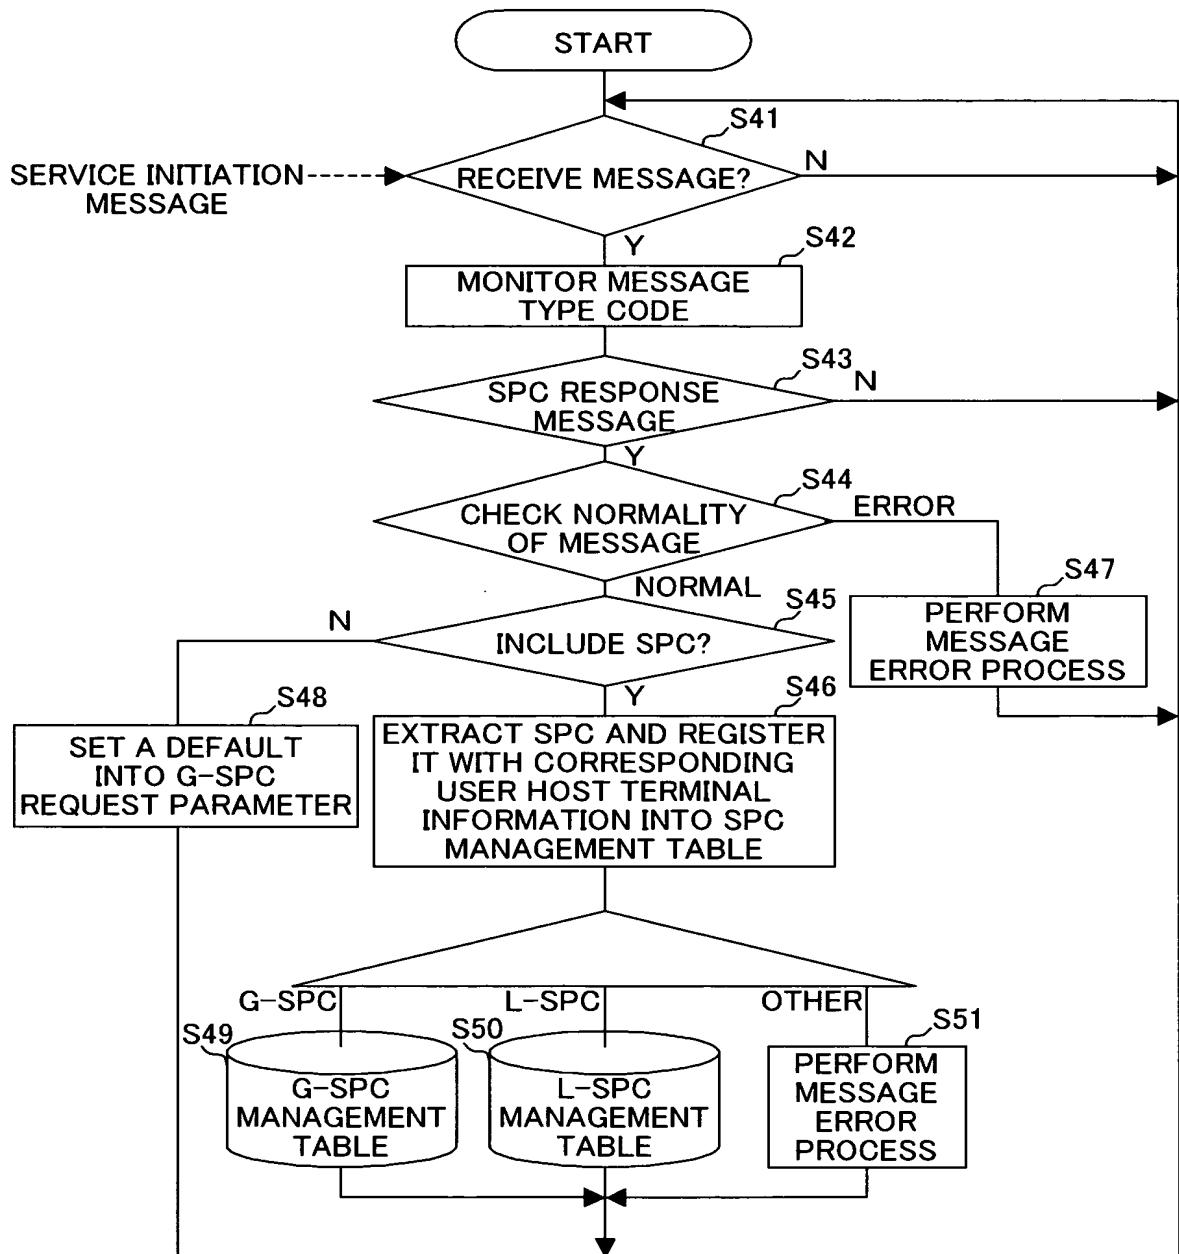 START
S41
SERVICE INITIATION
MESSAGE
RECEIVE MESSAGE?
N
Y
S42
MONITOR MESSAGE
TYPE CODE
S43
SPC RESPONSE
MESSAGE
N
Y
S44
CHECK NORMALITY
OF MESSAGE
ERROR
NORMAL
S47
PERFORM
MESSAGE
ERROR PROCESS
S45
N
INCLUDE SPC?
Y
S48
SET A DEFAULT
INTO G-SPC
REQUEST PARAMETER
S46
EXTRACT SPC AND REGISTER
IT WITH CORRESPONDING
USER HOST TERMINAL
INFORMATION INTO SPC
MANAGEMENT TABLE
G-SPC
L-SPC
OTHER
S49
G-SPC
MANAGEMENT
TABLE
S50
L-SPC
MANAGEMENT
TABLE
S51
PERFORM
MESSAGE
ERROR
PROCESS